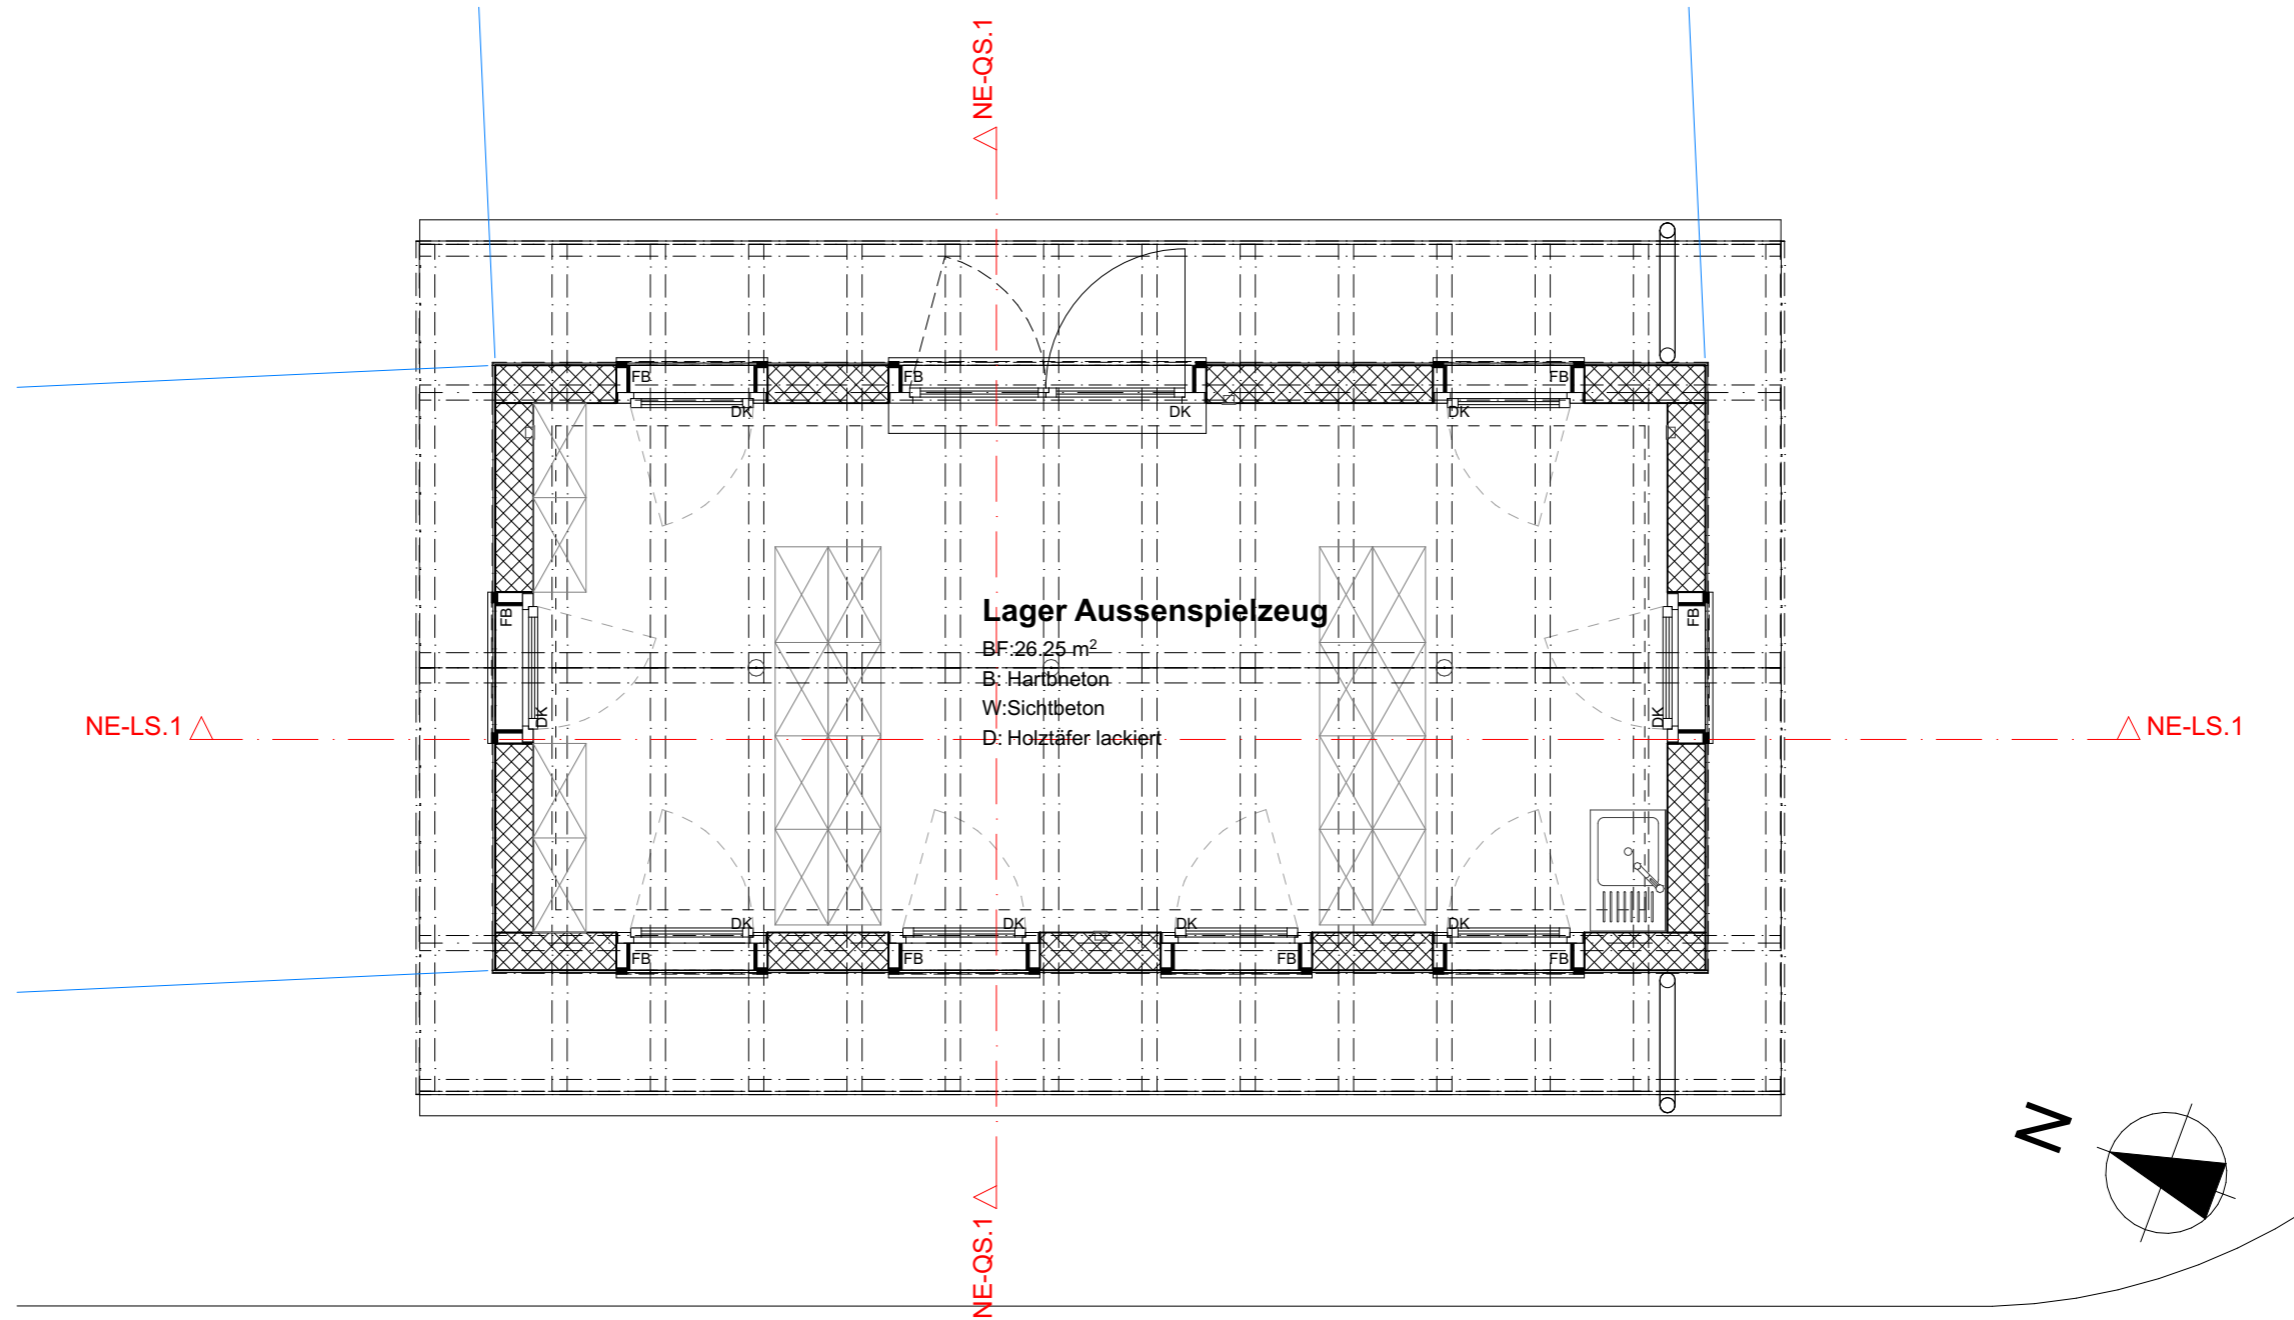 NE-QS.1
FB
FB
FB
DK
DK
DK
Lager Aussenspielzeug
FB
FB
BF:26.25 m²
B: Hartbneton
W:Sichtbeton
DK
DK
NE-LS.1
NE-LS.1
D: Holztäfer lackiert
DK
DK
DK
DK
FB
FB
FB
FB
N
NE-QS.1